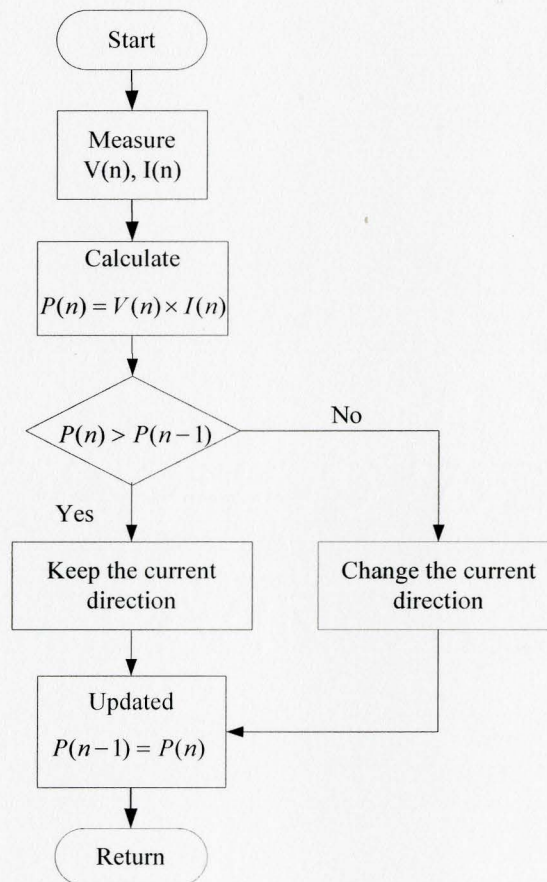 Start
Measure
V(n), I(n)
Calculate
P(n) = V(n) × I(n)
P(n) > P(n−1)
No
Yes
Keep the current
direction
Change the current
direction
Updated
P(n−1) = P(n)
Return